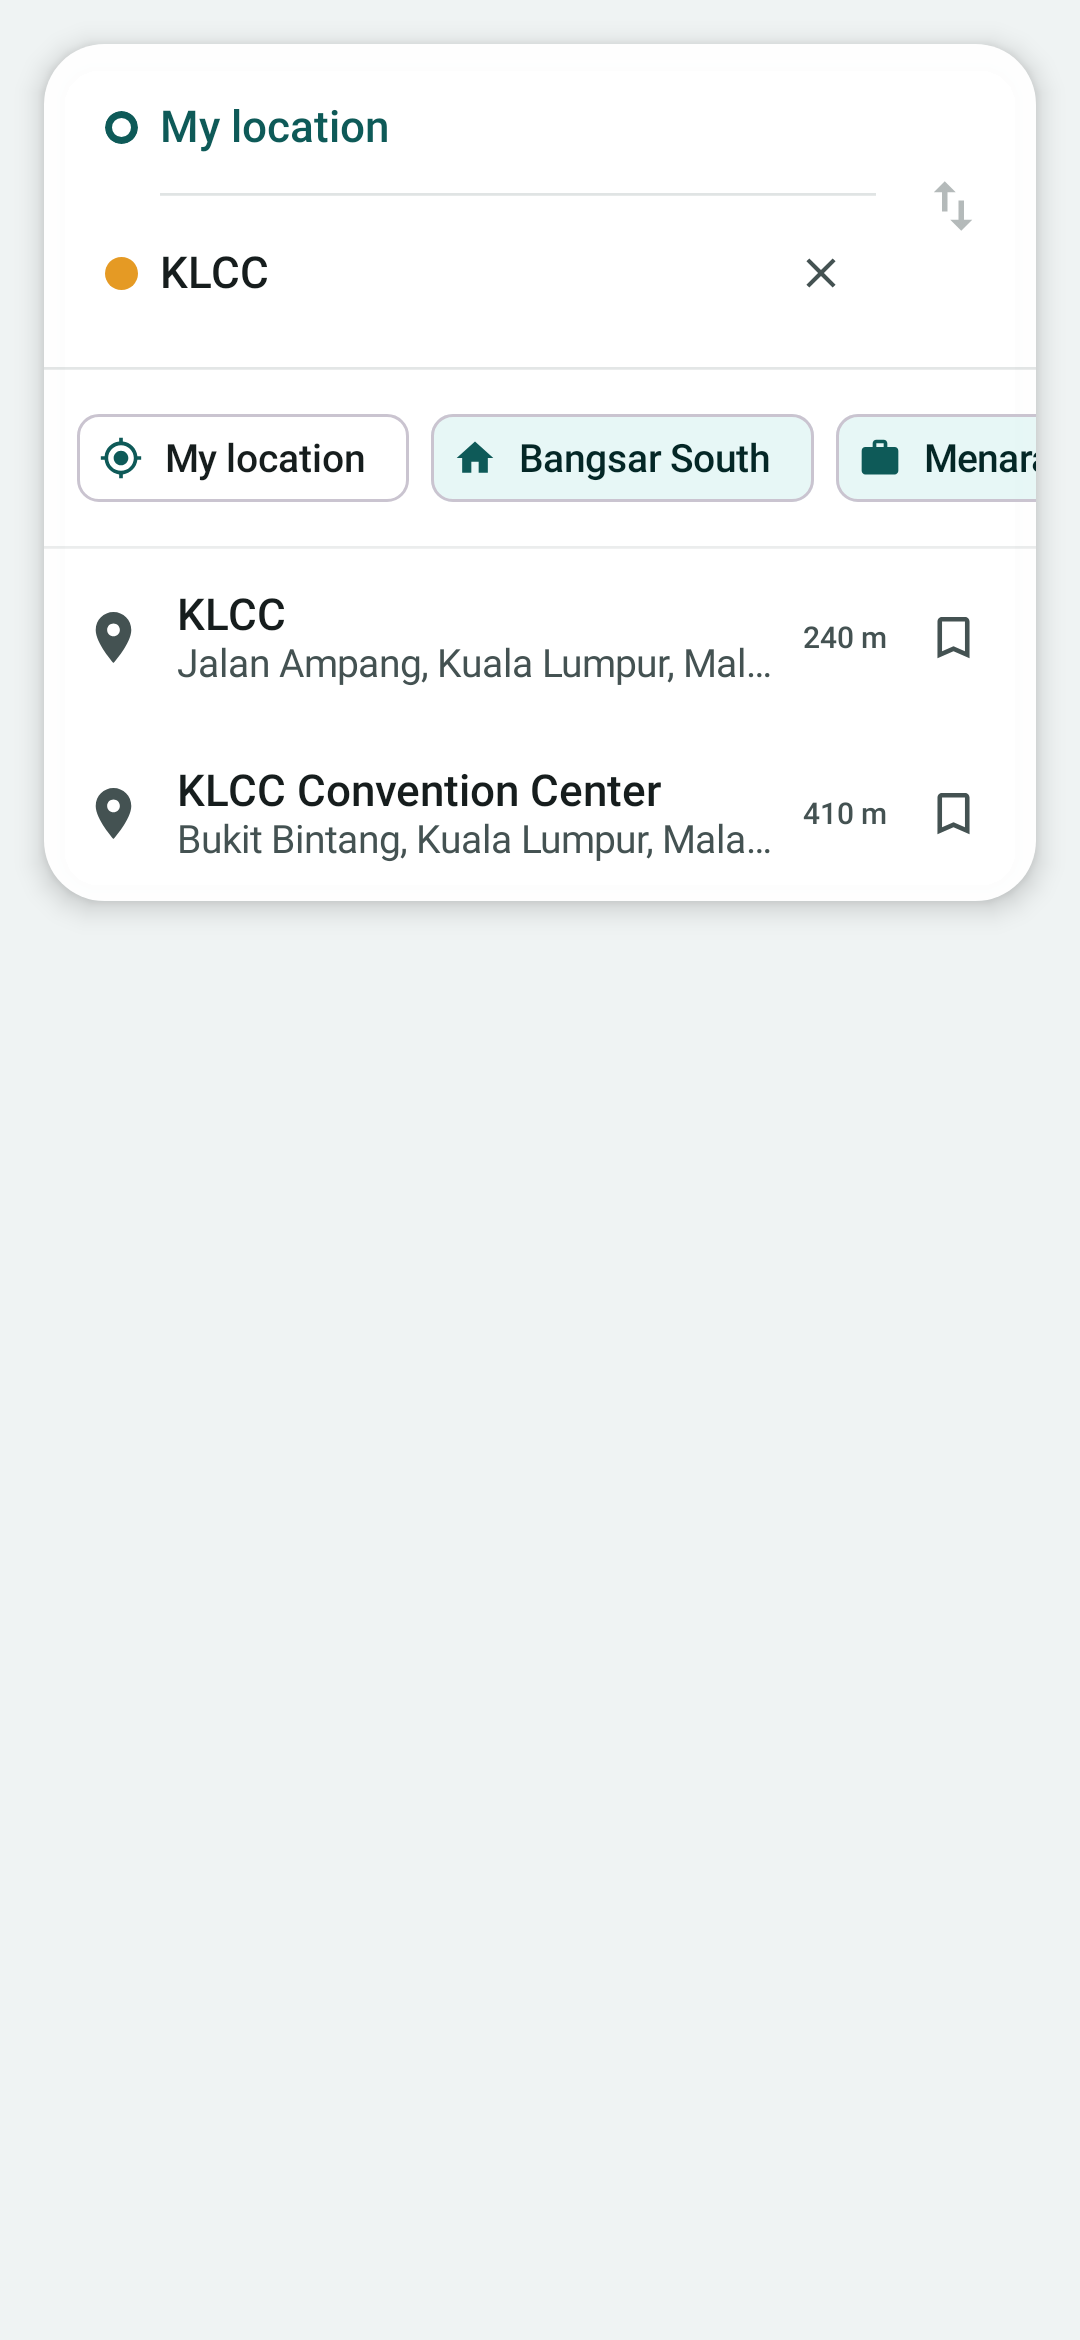 My location
KLCC
My location
Bangsar South
Menara
KLCC
Jalan Ampang, Kuala Lumpur, Mal...
240 m
KLCC Convention Center
Bukit Bintang, Kuala Lumpur, Mala...
410 m